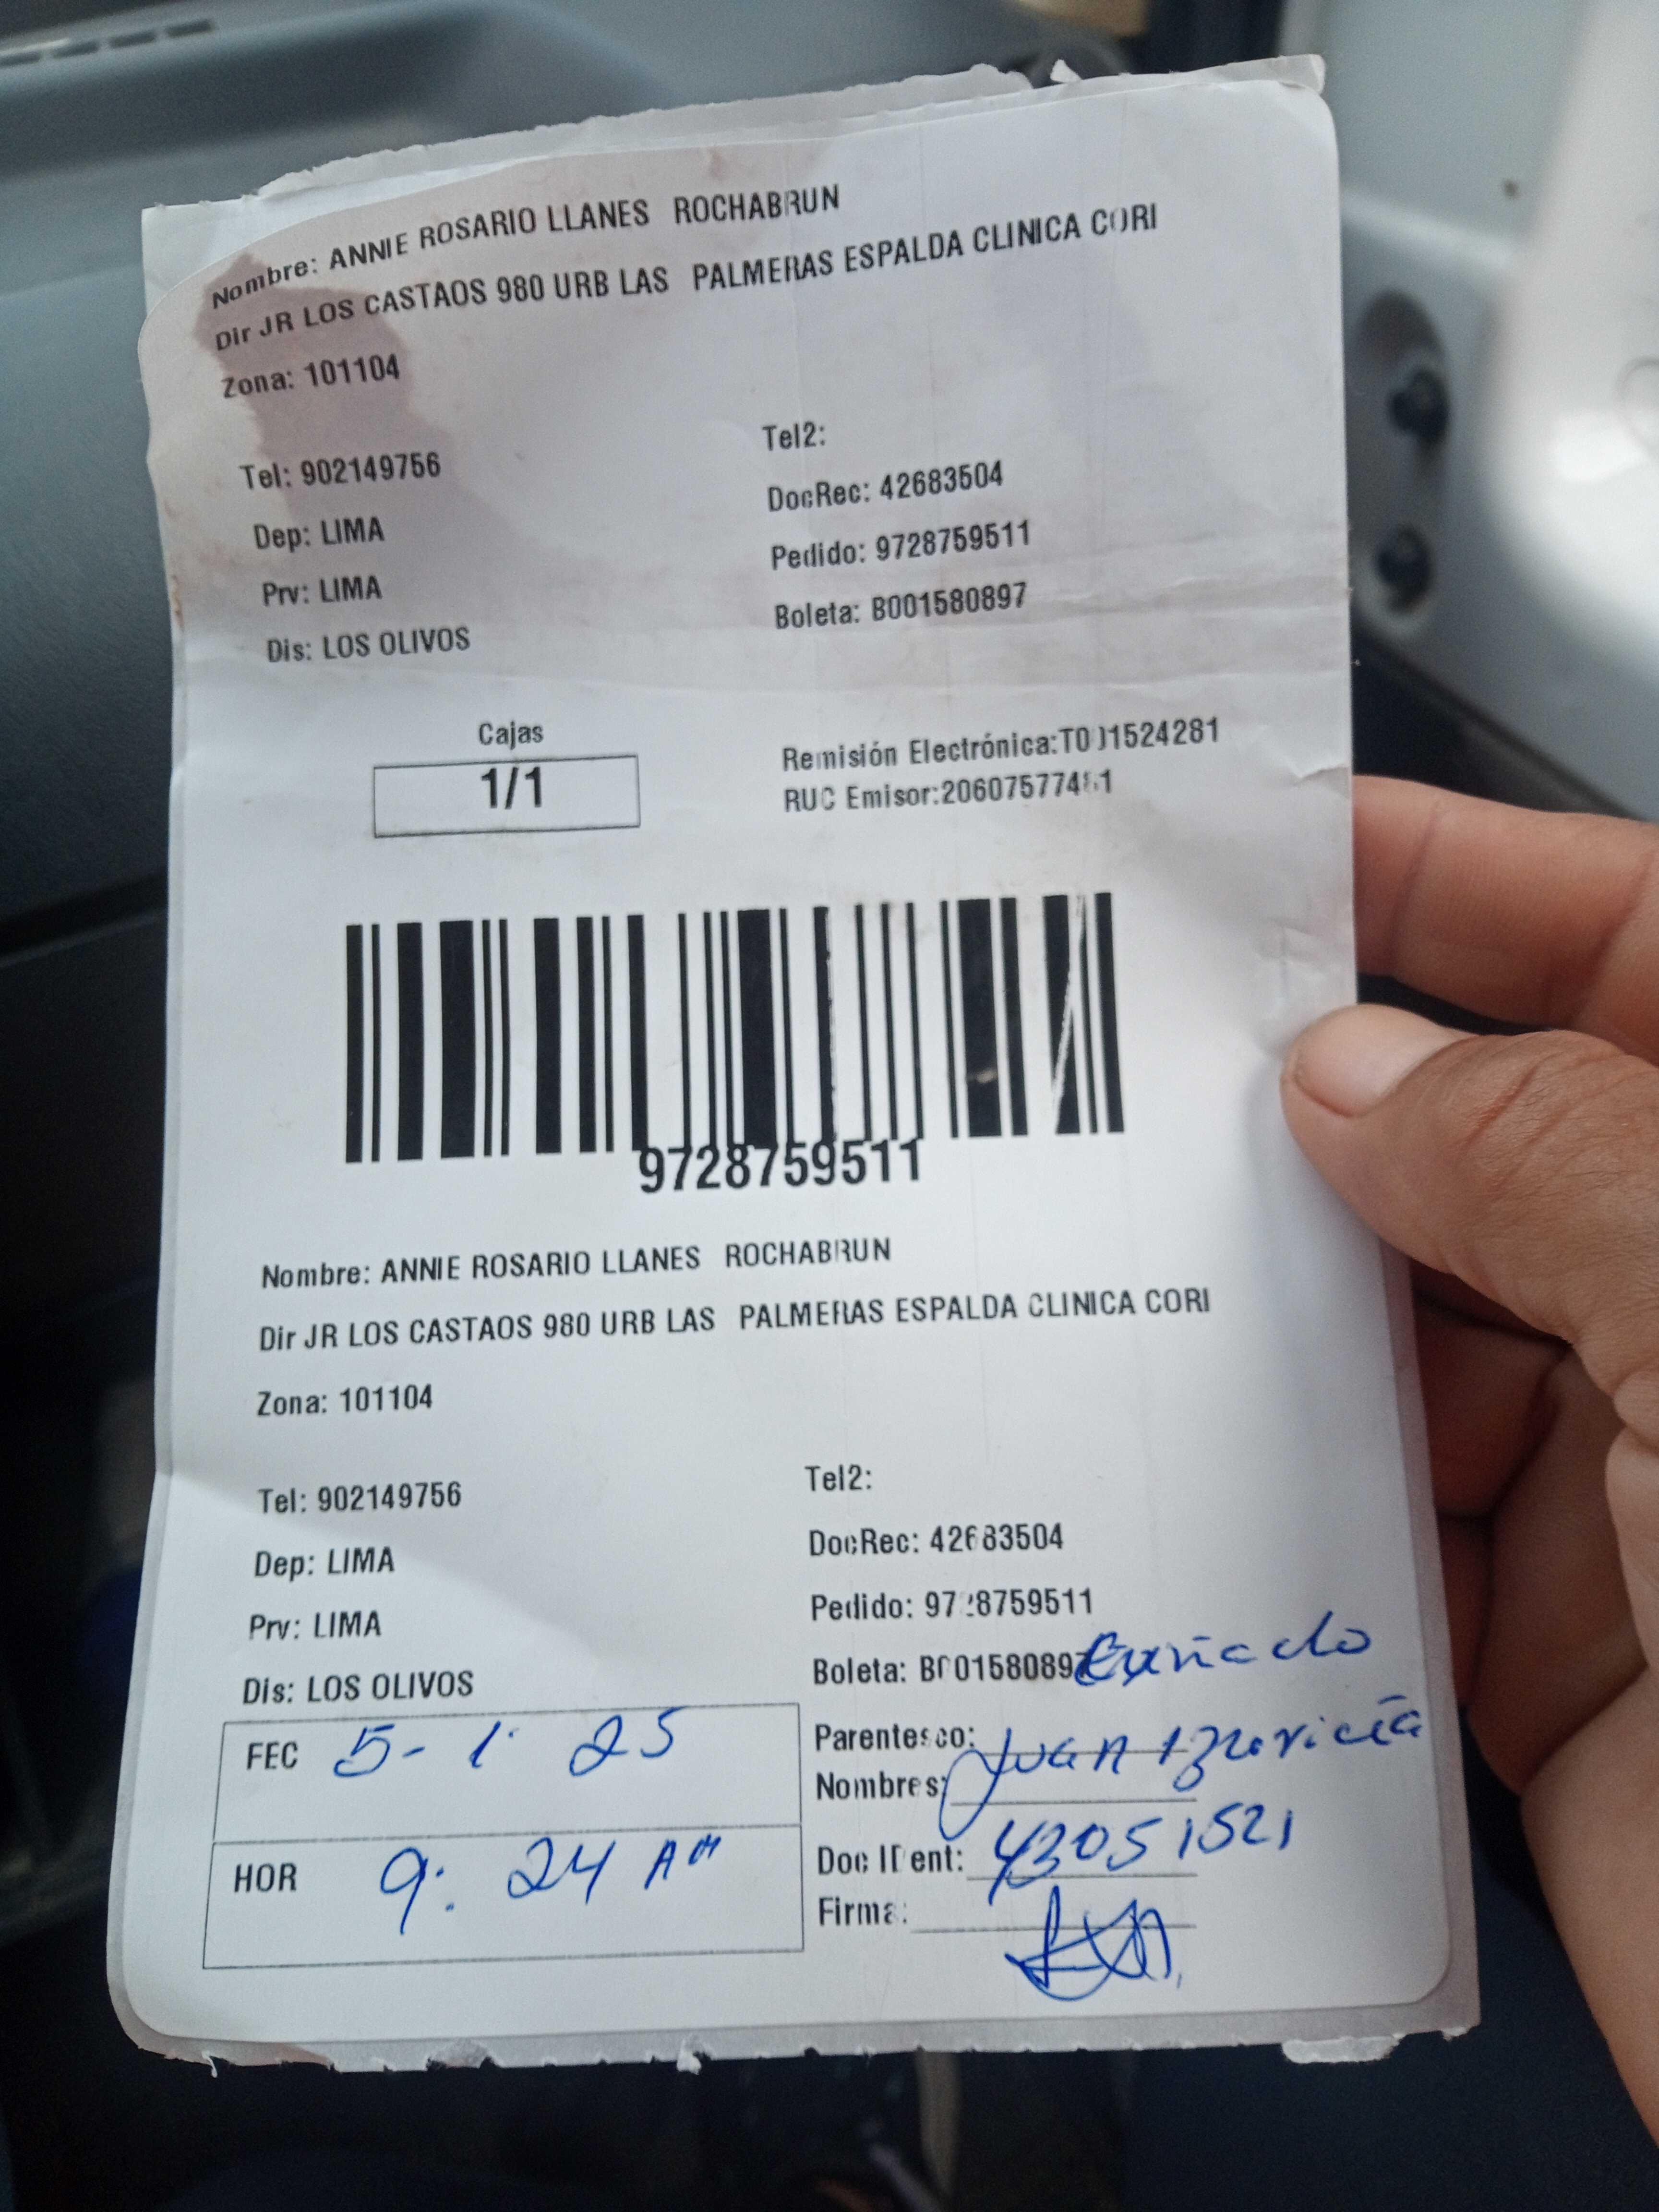 Nombre: ANNIE ROSARIO LLANES ROCHABRUN
Dir JR LOS CASTAOS 980 URB LAS PALMERAS ESPALDA CLINICA CORI
Zona: 101104
Tel: 902149756
Tel2:
Dep: LIMA
DocRec: 42683504
Prv: LIMA
Pedido: 9728759511
Dis: LOS OLIVOS
Boleta: B001580897
Cajas
1/1
Remisión Electrónica:T001524281
RUC Emisor:
9728759511
Nombre: ANNIE ROSARIO LLANES ROCHABRUN
Dir JR LOS CASTAOS 980 URB LAS PALMERAS ESPALDA CLINICA CORI
Zona: 101104
Tel: 902149756
Tel2:
Dep: LIMA
DocRec: 42683504
Prv: LIMA
Pedido: 9728759511
Dis: LOS OLIVOS
Boleta: B001580897
Cuñado
FEC 5-1.25
Parentesco:
Nombres: Juan
HOR 9:24 AM
Doc IDent: 43051521
Firma: